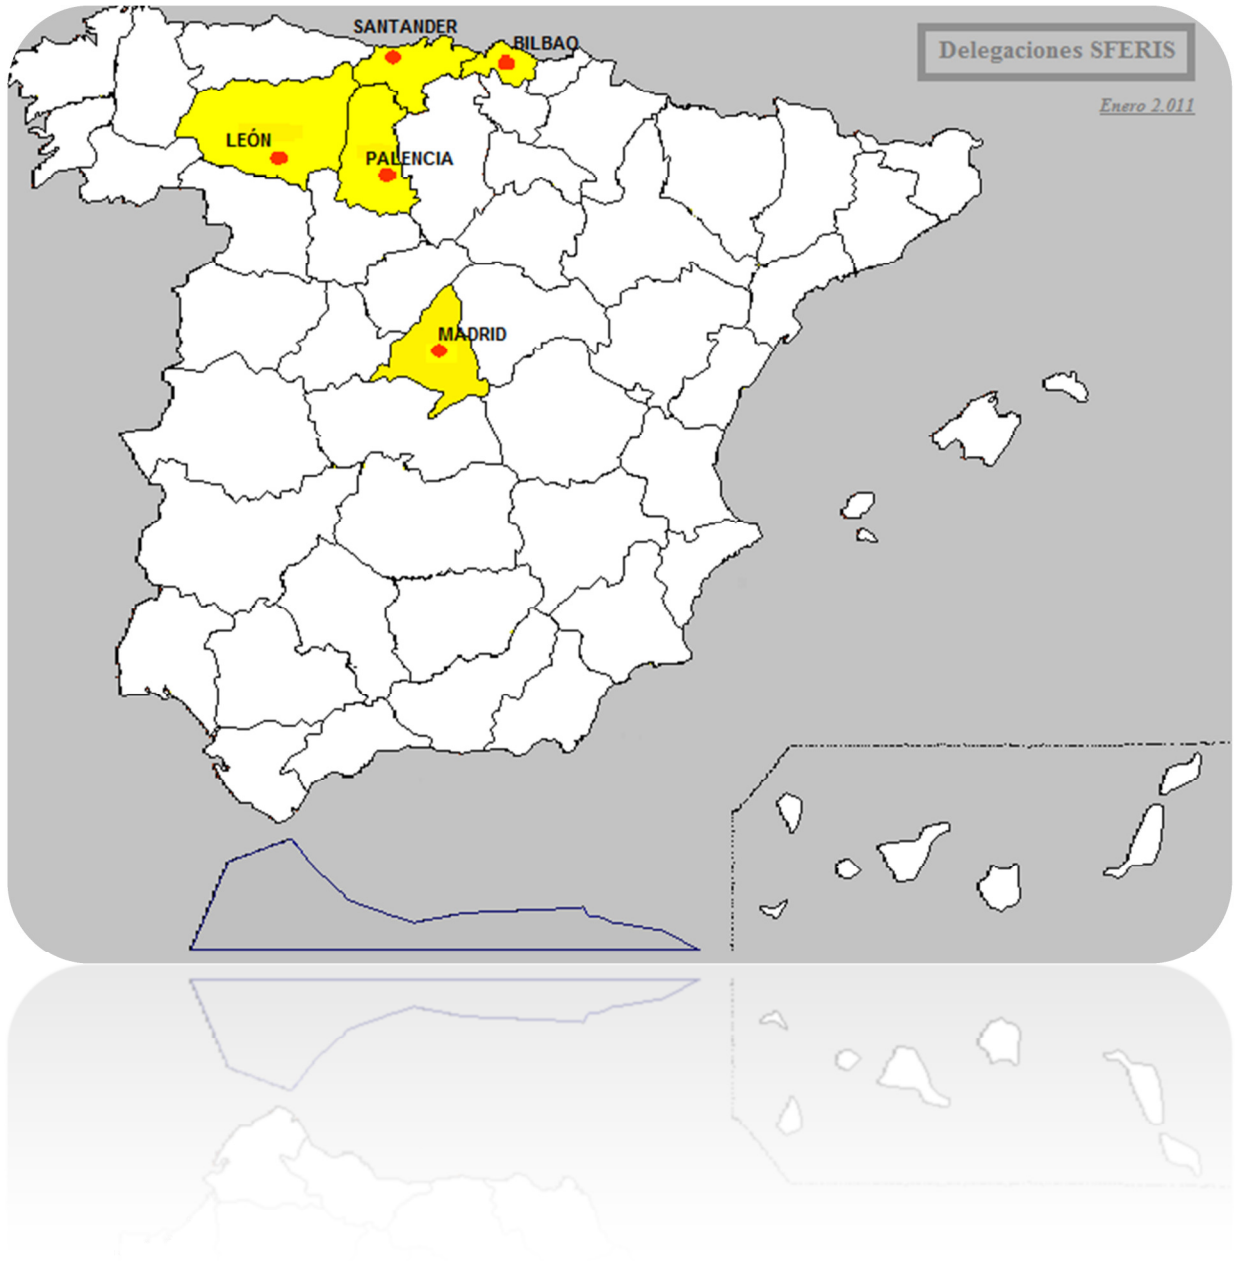 SANTANDER
BILBAO
Delegaciones SFERIS
Enero 2.011
LEÓN
PALENCIA
MADRID